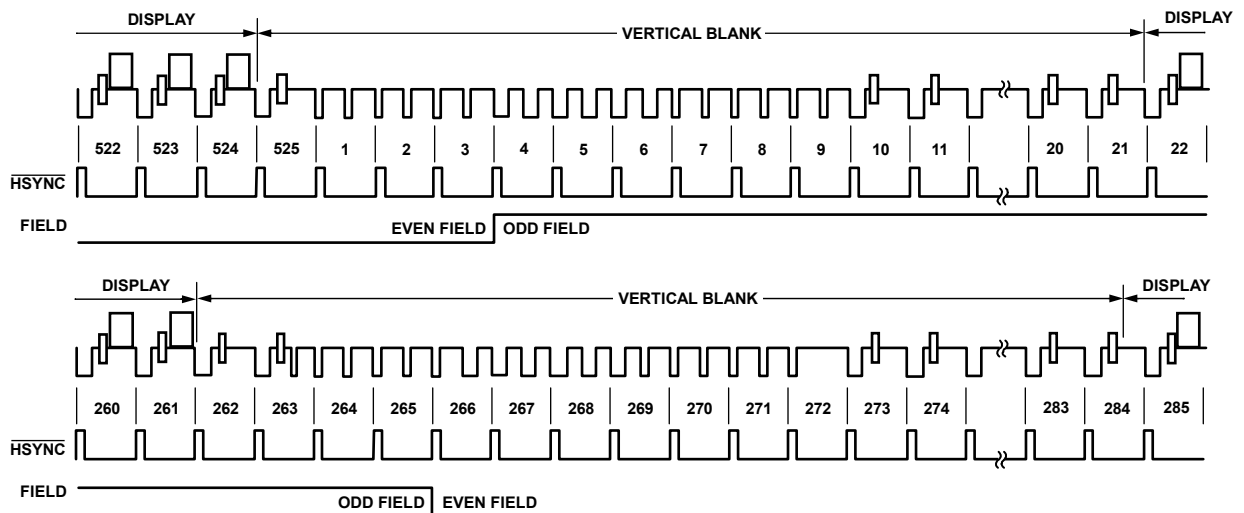 DISPLAY VERTICAL BLANK DISPLAY
522 523 524 525 1 2 3 4 5 6 7 8 9 10 11 20 21 22
HSYNC
FIELD EVEN FIELD ODD FIELD
DISPLAY VERTICAL BLANK DISPLAY
260 261 262 263 264 265 266 267 268 269 270 271 272 273 274 283 284 285
HSYNC
FIELD ODD FIELD EVEN FIELD